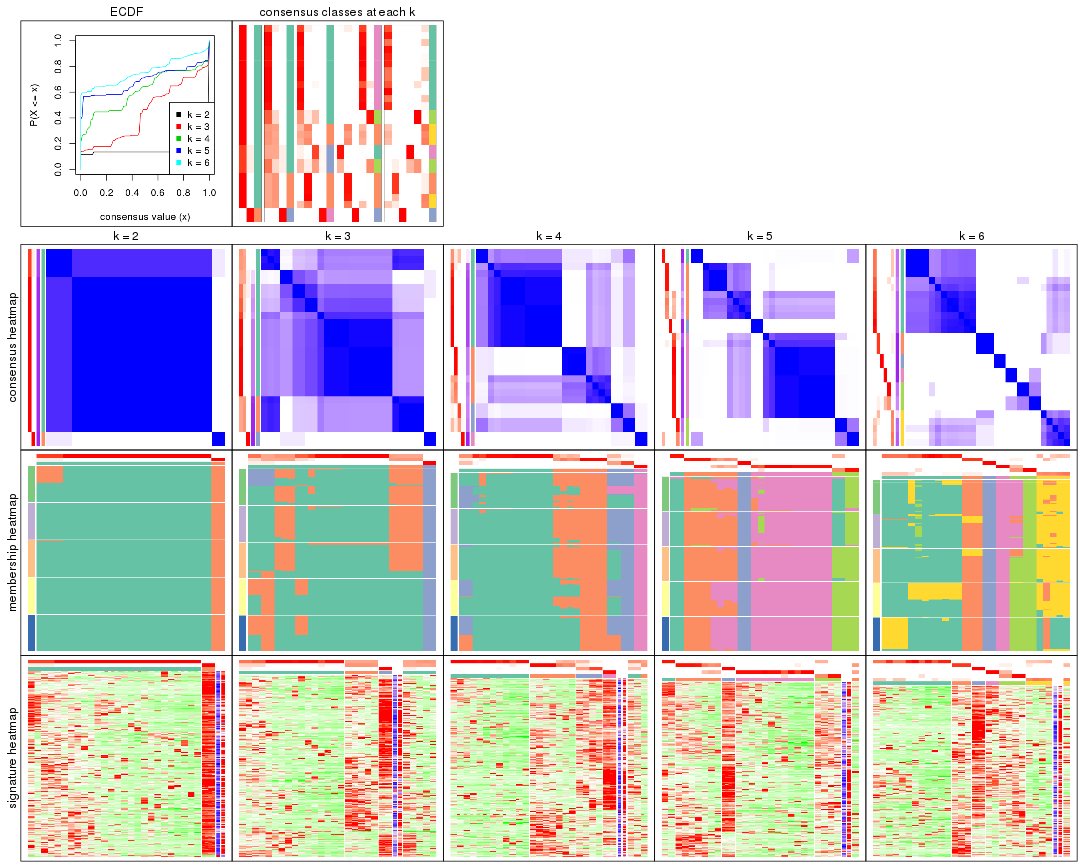 ECDF
consensus classes at each k
P(X <= x)
1.0
0.8
0.6
0.4
0.2
0.0
k = 2
k = 3
k = 4
k = 5
k = 6
0.0 0.2 0.4 0.6 0.8 1.0
consensus value (x)
k = 2
k = 3
k = 4
k = 5
k = 6
consensus heatmap
membership heatmap
signature heatmap